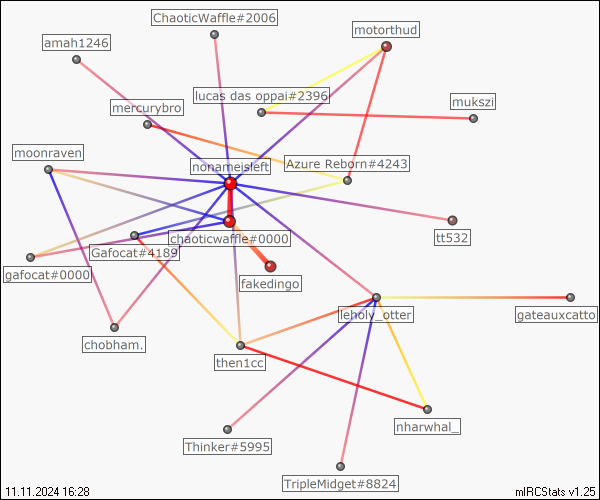 ChaoticWaffle#2006
motorthud
amah1246
lucas das oppai#2396
mukszi
mercurybro
moonraven
nonameisleft
Azure Reborn#4243
tt532
chaoticwaffle#0000
Gafocat#4189
gafocat#0000
fakedingo
leholy_otter
gateauxcatto
chobham.
then1cc
nharwhal_
Thinker#5995
TripleMidget#8824
11.11.2024 16:28
mIRCStats v1.25